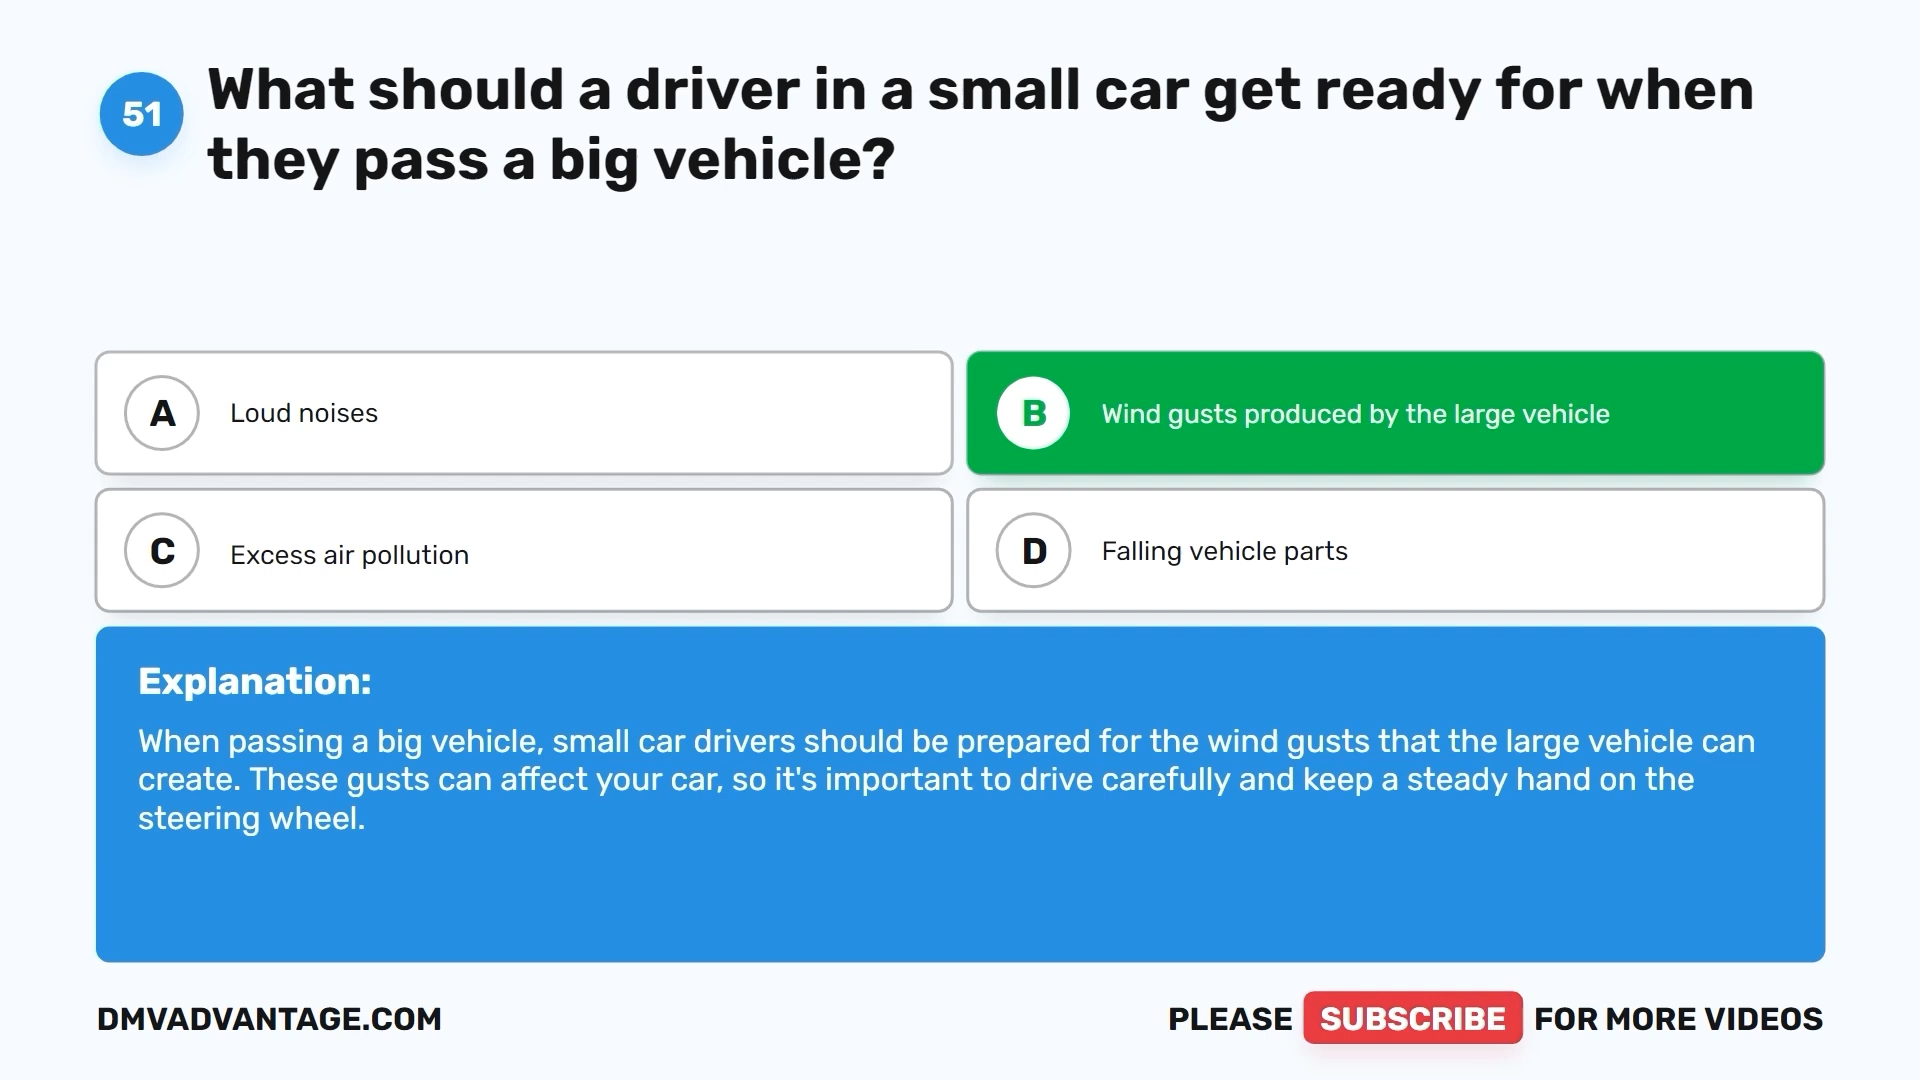 51
What should a driver in a small car get ready for when
they pass a big vehicle?
A
Loud noises
B
Wind gusts produced by the large vehicle
C
Excess air pollution
D
Falling vehicle parts
Explanation:
When passing a big vehicle, small car drivers should be prepared for the wind gusts that the large vehicle can
create. These gusts can affect your car, so it's important to drive carefully and keep a steady hand on the
steering wheel.
DMVADVANTAGE.COM
PLEASE SUBSCRIBE FOR MORE VIDEOS